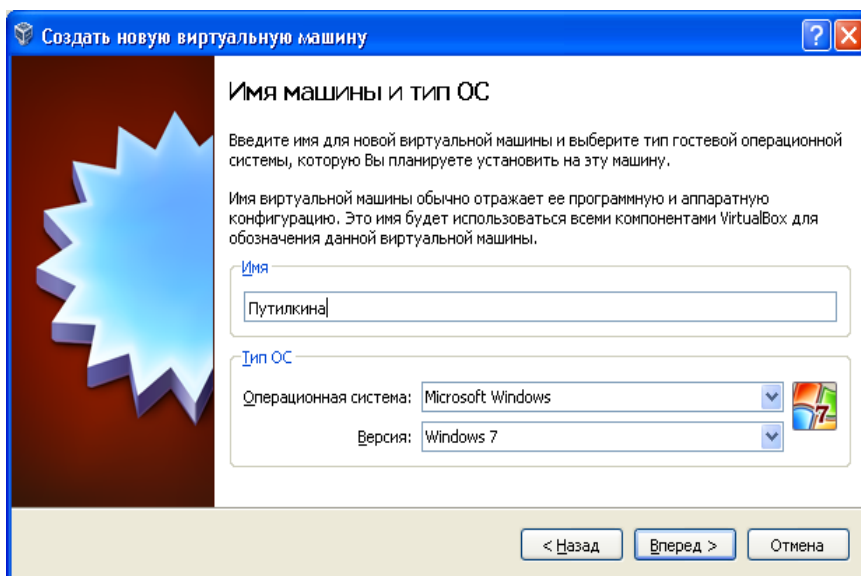 Создать новую виртуальную машину
Имя машины и тип ОС
Введите имя для новой виртуальной машины и выберите тип гостевой операционной
системы, которую Вы планируете установить на эту машину.
Имя виртуальной машины обычно отражает ее программную и аппаратную
конфигурацию. Это имя будет использоваться всеми компонентами VirtualBox для
обозначения данной виртуальной машины.
Имя
Путилкина
Тип ОС
Операционная система: Microsoft Windows
7
Версия: Windows 7
< Назад Вперед > Отмена